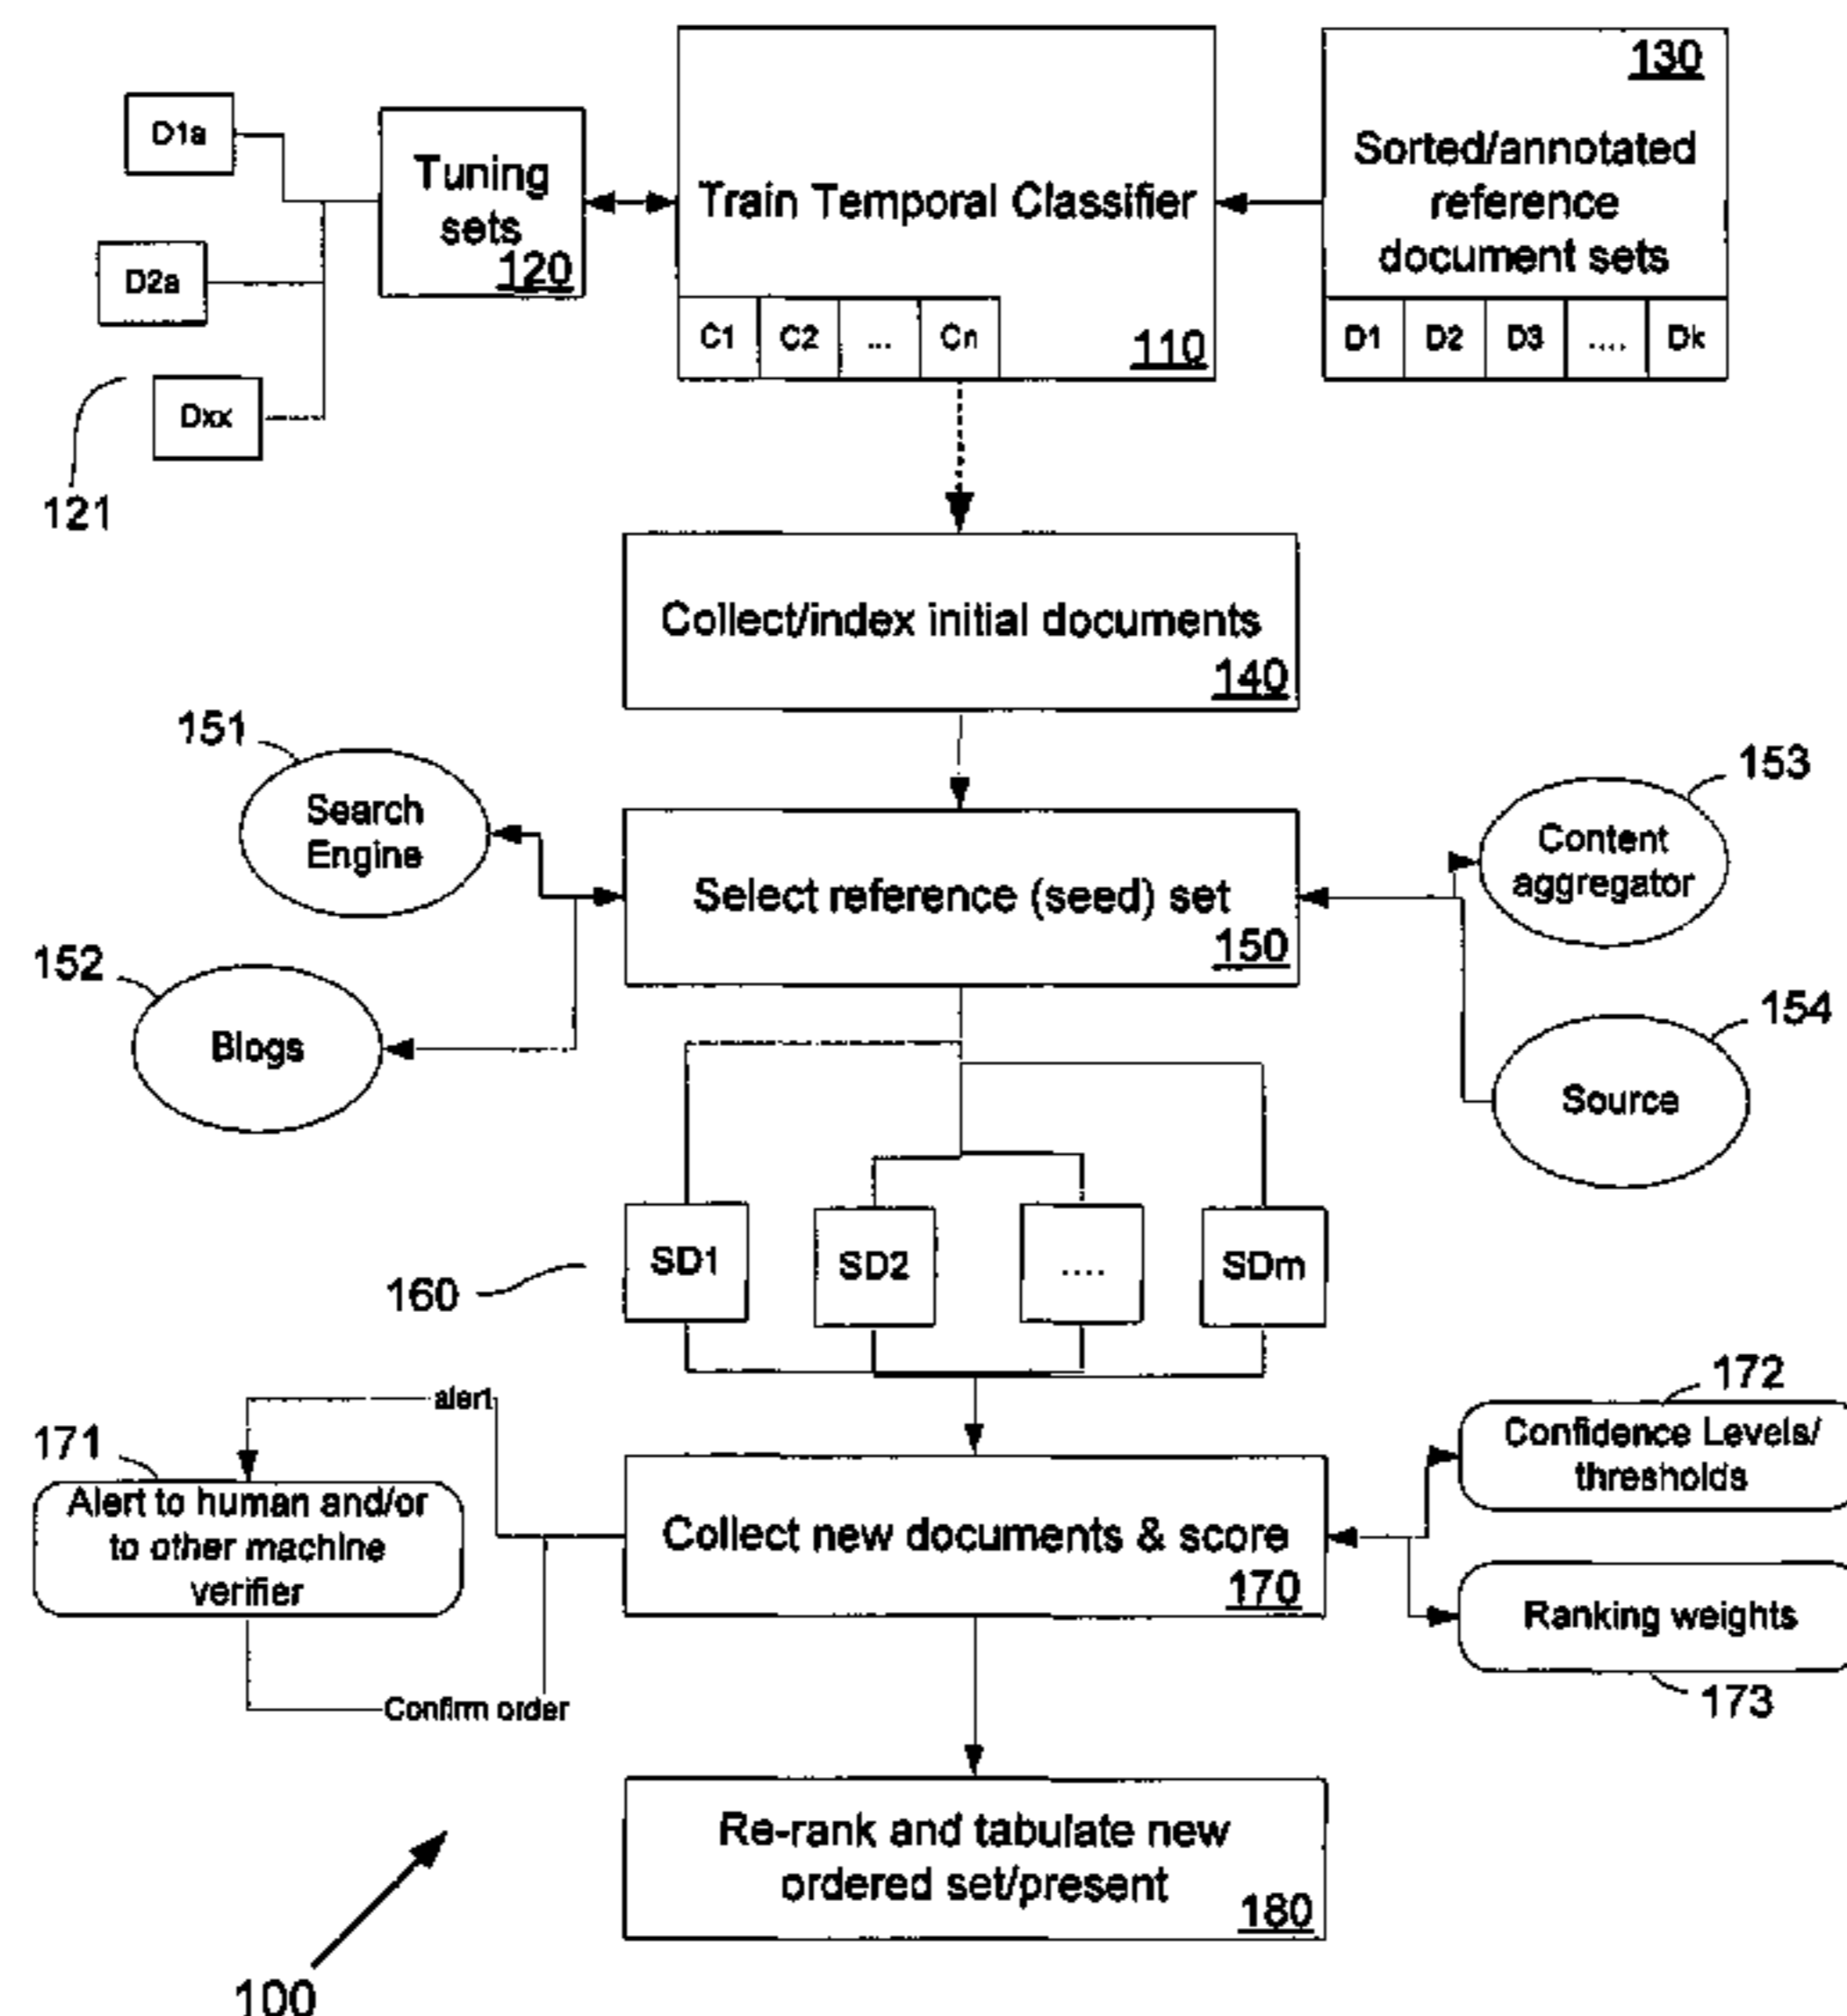 130
D1a
Tuning
sets
120
Train Temporal Classifier
Sorted/annotated
reference
document sets
D2a
C1 C2 ... Cn
110
D1 D2 D3 .... Dk
Dxx
121
Collect/index initial documents
140
151
Search
Engine
153
Content
aggregator
Select reference (seed) set
150
152
Blogs
154
Source
160
SD1 SD2 .... SDm
alert
171
Alert to human and/or
to other machine
verifier
172
Confidence Levels/
thresholds
Collect new documents & score
170
Ranking weights
173
Confirm order
Re-rank and tabulate new
ordered set/present
180
100